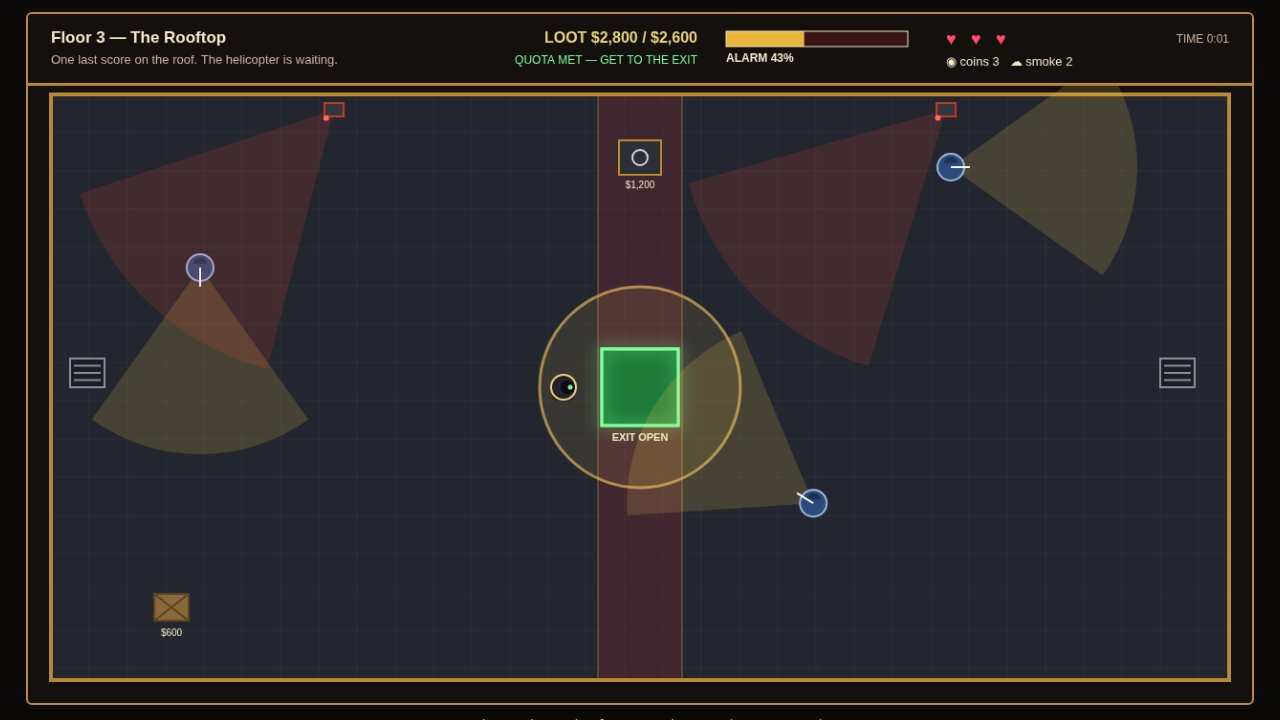 Floor 3 — The Rooftop
One last score on the roof. The helicopter is waiting.
LOOT $2,800 / $2,600
QUOTA MET — GET TO THE EXIT
ALARM 43%
♥ ♥ ♥
◉ coins 3 ☁ smoke 2
TIME 0:01
$1,200
EXIT OPEN
$600